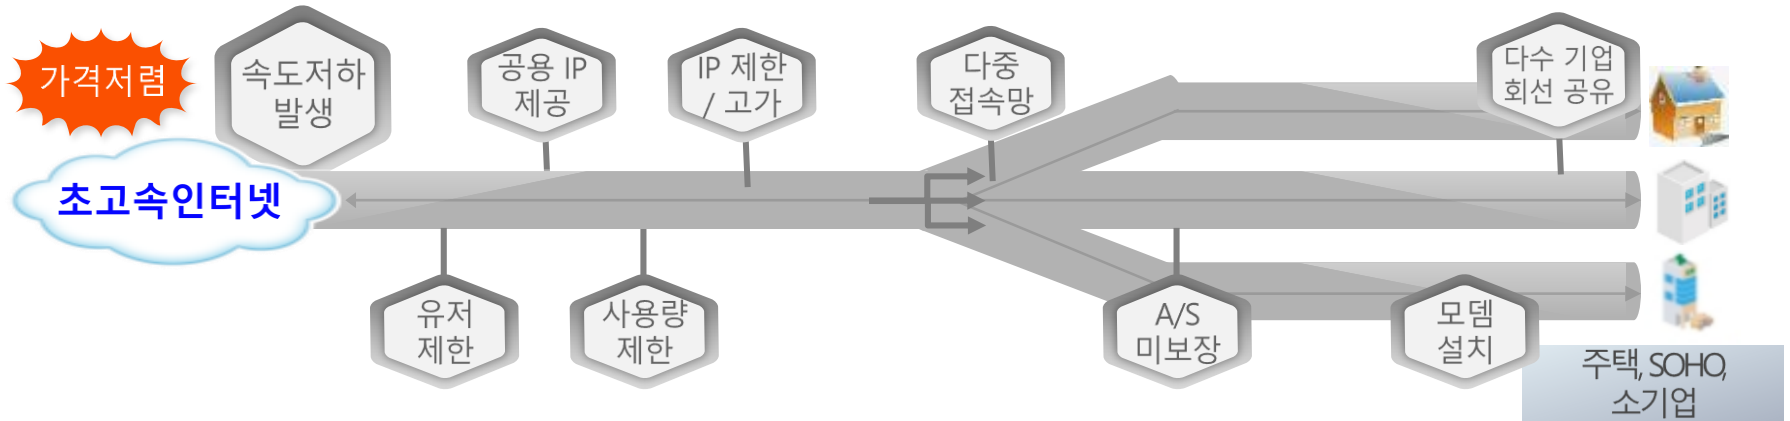 가격저렴
초고속인터넷
속도저하
발생
공용 IP
제공
IP 제한
/ 고가
다중
접속망
다수 기업
회선 공유
유저
제한
사용량
제한
A/S
미보장
모뎀
설치
주택, SOHO,
소기업